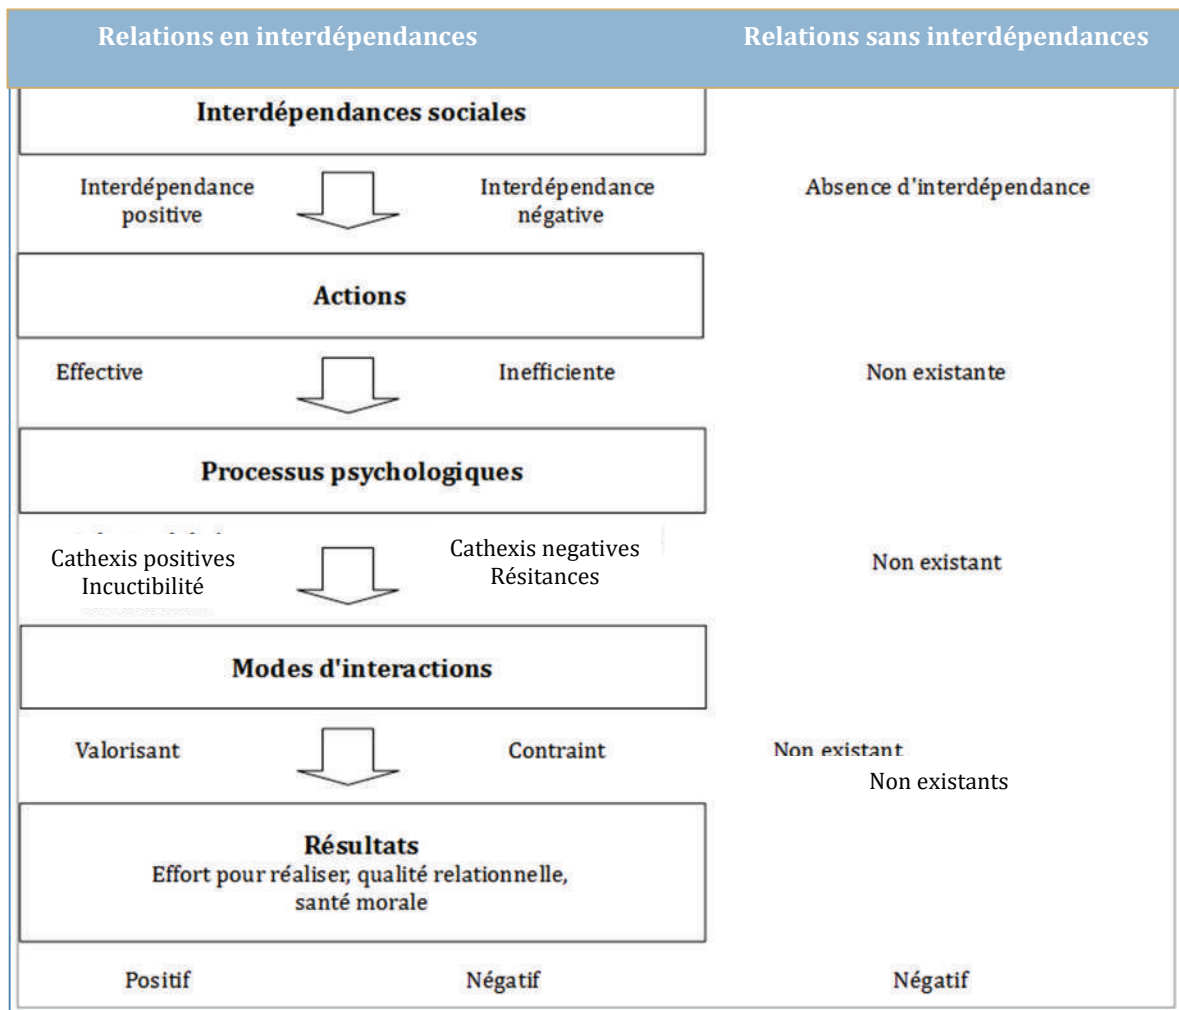 Relations en interdépendances
Relations sans interdépendances
Interdépendances sociales
Interdépendance
positive
Interdépendance
négative
Absence d'interdépendance
Actions
Effective
Inefficiente
Non existante
Processus psychologiques
Cathexis positives
Incuctibilité
Cathexis negatives
Résitances
Non existant
Modes d'interactions
Valorisant
Contraint
Non existant
Non existants
Résultats
Effort pour réaliser, qualité relationnelle,
santé morale
Positif
Négatif
Négatif